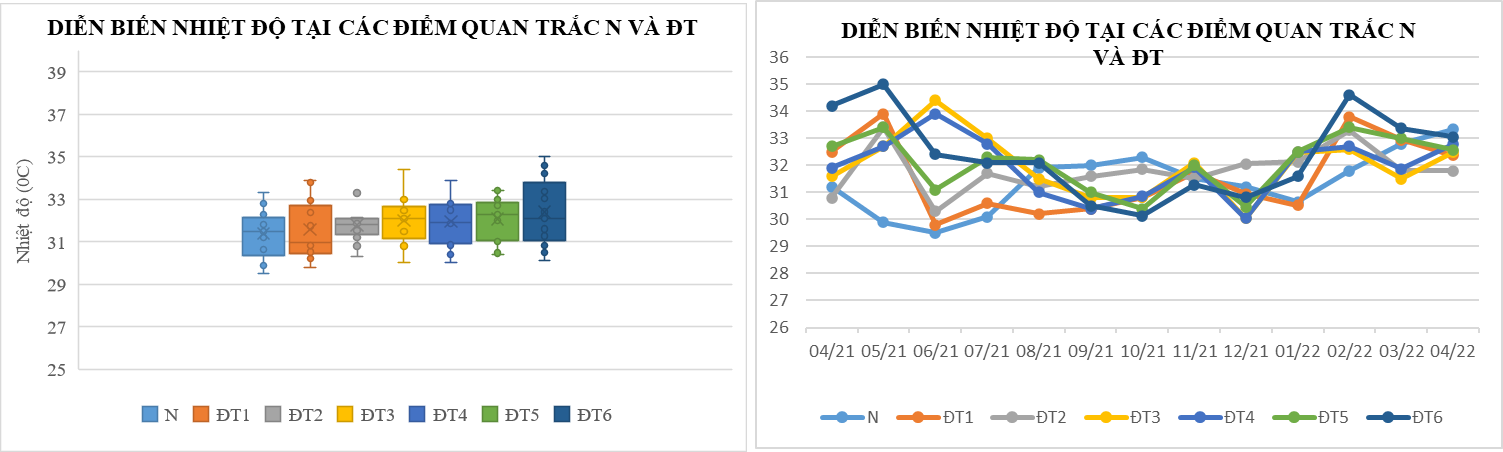 DIỄN BIẾN NHIỆT ĐỘ TẠI CÁC ĐIỂM QUAN TRẮC N VÀ ĐT
39
37
35
33
31
29
27
25
Nhiệt độ (0C)
N ĐT1 ĐT2 ĐT3 ĐT4 ĐT5 ĐT6
DIỄN BIẾN NHIỆT ĐỘ TẠI CÁC ĐIỂM QUAN TRẮC N
VÀ ĐT
36
35
34
33
32
31
30
29
28
27
26
04/21 05/21 06/21 07/21 08/21 09/21 10/21 11/21 12/21 01/22 02/22 03/22 04/22
N ĐT1 ĐT2 ĐT3 ĐT4 ĐT5 ĐT6